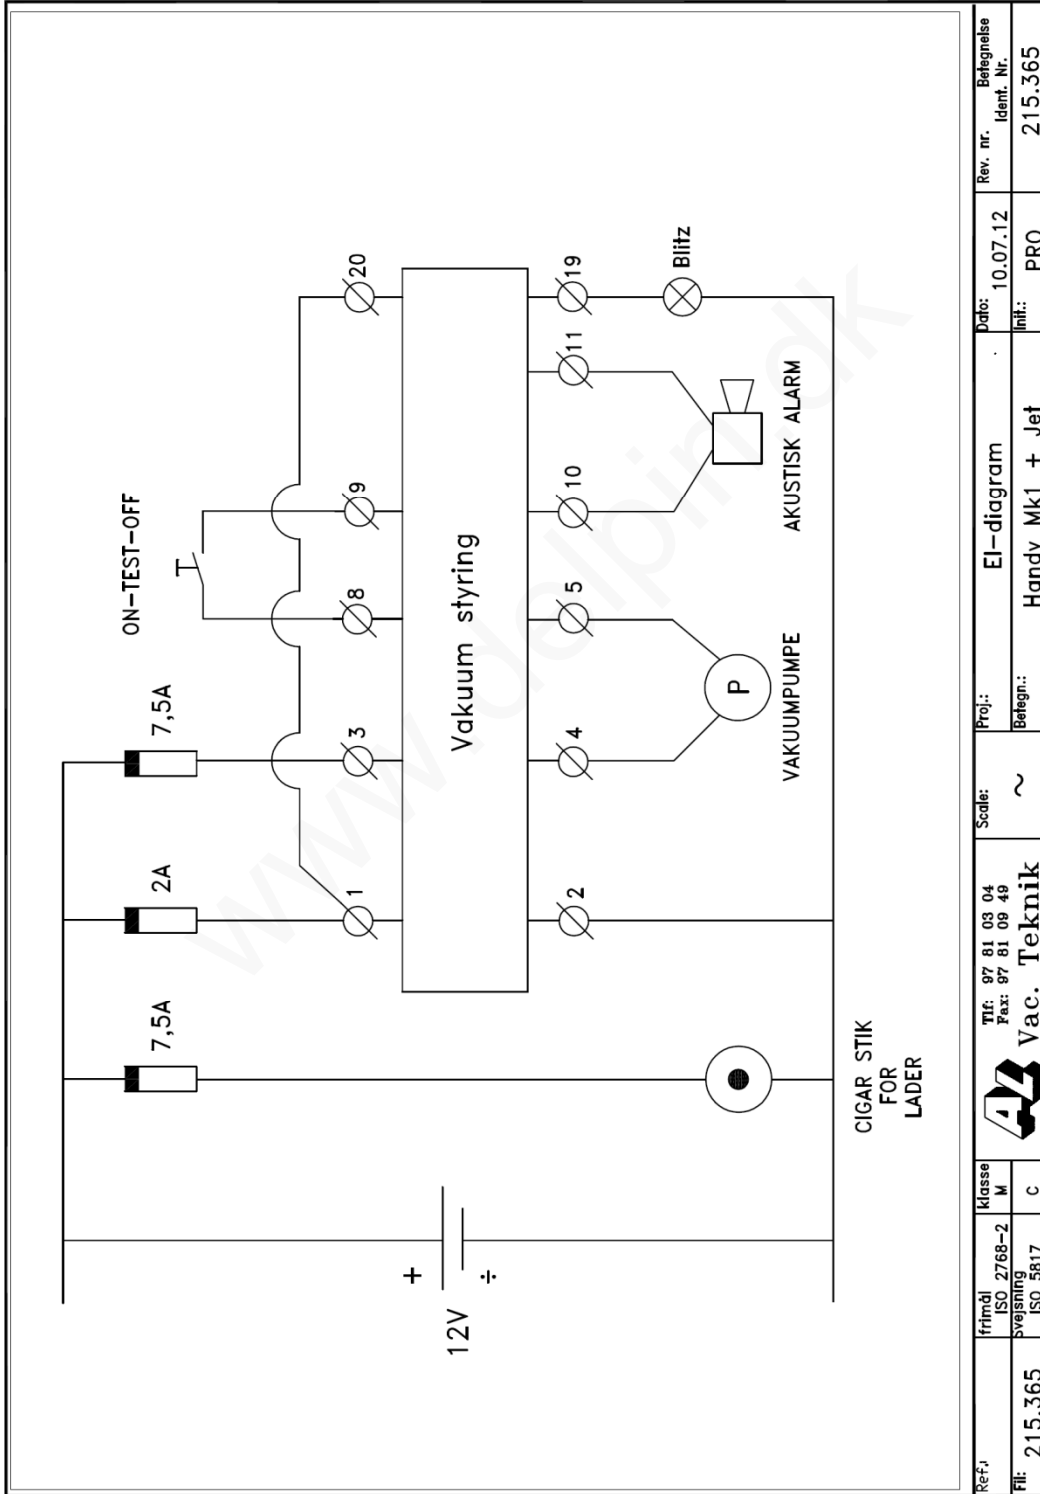 12V
+
÷
7,5A
2A
7,5A
ON-TEST-OFF
1
3
8
9
20
Vakuum styring
2
4
5
10
11
19
P
Blitz
VAKUUMPUMPE
AKUSTISK ALARM
CIGAR STIK
FOR
LADER
www.delpin.dk
Ref.:
frimål
ISO 2768-2
klasse
M
Fil: 215.365
Svejsning
ISO 5817
C
AL
Tlf: 97 81 03 04
Fax: 97 81 09 49
Vac. Teknik
Scale:
~
Proj.: El-diagram
Betegn.: Handy Mk1 + Jet
Dato: 10.07.12
Init.: PRO
Rev. nr. Betegnelse
Ident. Nr.
215.365